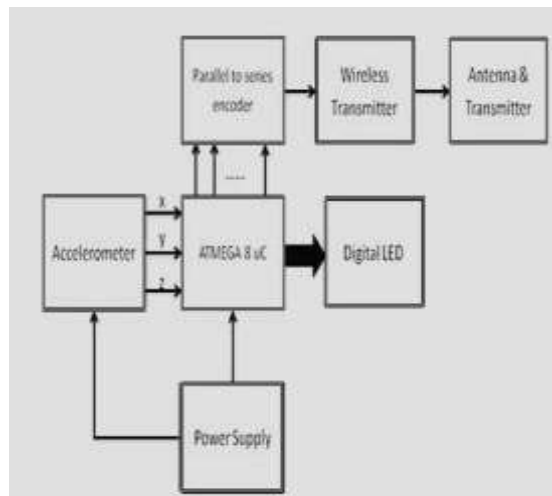 Parallel to series
encoder
Wireless
Transmitter
Antenna &
Transmitter
.....
x
y
z
Accelerometer
ATMEGA 8 uC
Digital LED
Power Supply